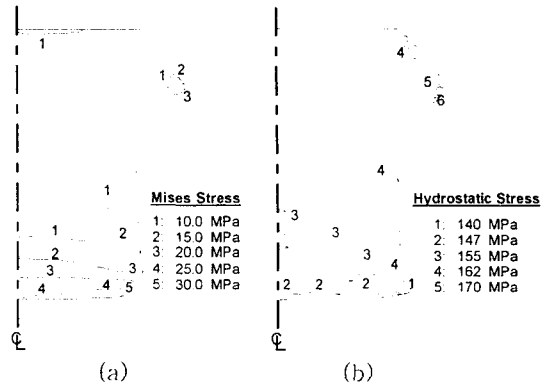 1
1
2
3
1
1
2
2
3
3
4
4
5
Mises Stress
1: 10.0 MPa
2: 15.0 MPa
3: 20.0 MPa
4: 25.0 MPa
5: 30.0 MPa
℄
(a)
4
5
6
4
3
3
3
4
2
2
2
1
Hydrostatic Stress
1: 140 MPa
2: 147 MPa
3: 155 MPa
4: 162 MPa
5: 170 MPa
℄
(b)